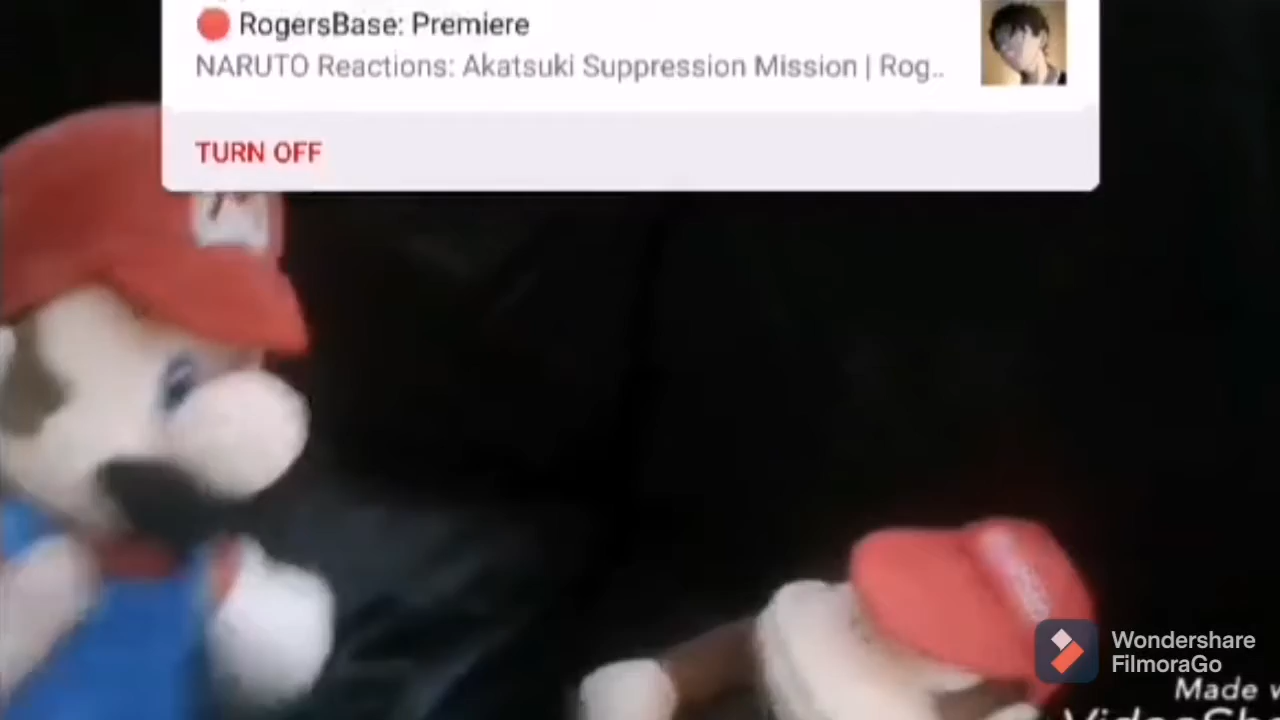 RogersBase: Premiere
NARUTO Reactions: Akatsuki Suppression Mission | Rog..
TURN OFF
Wondershare
FilmoraGo
Made